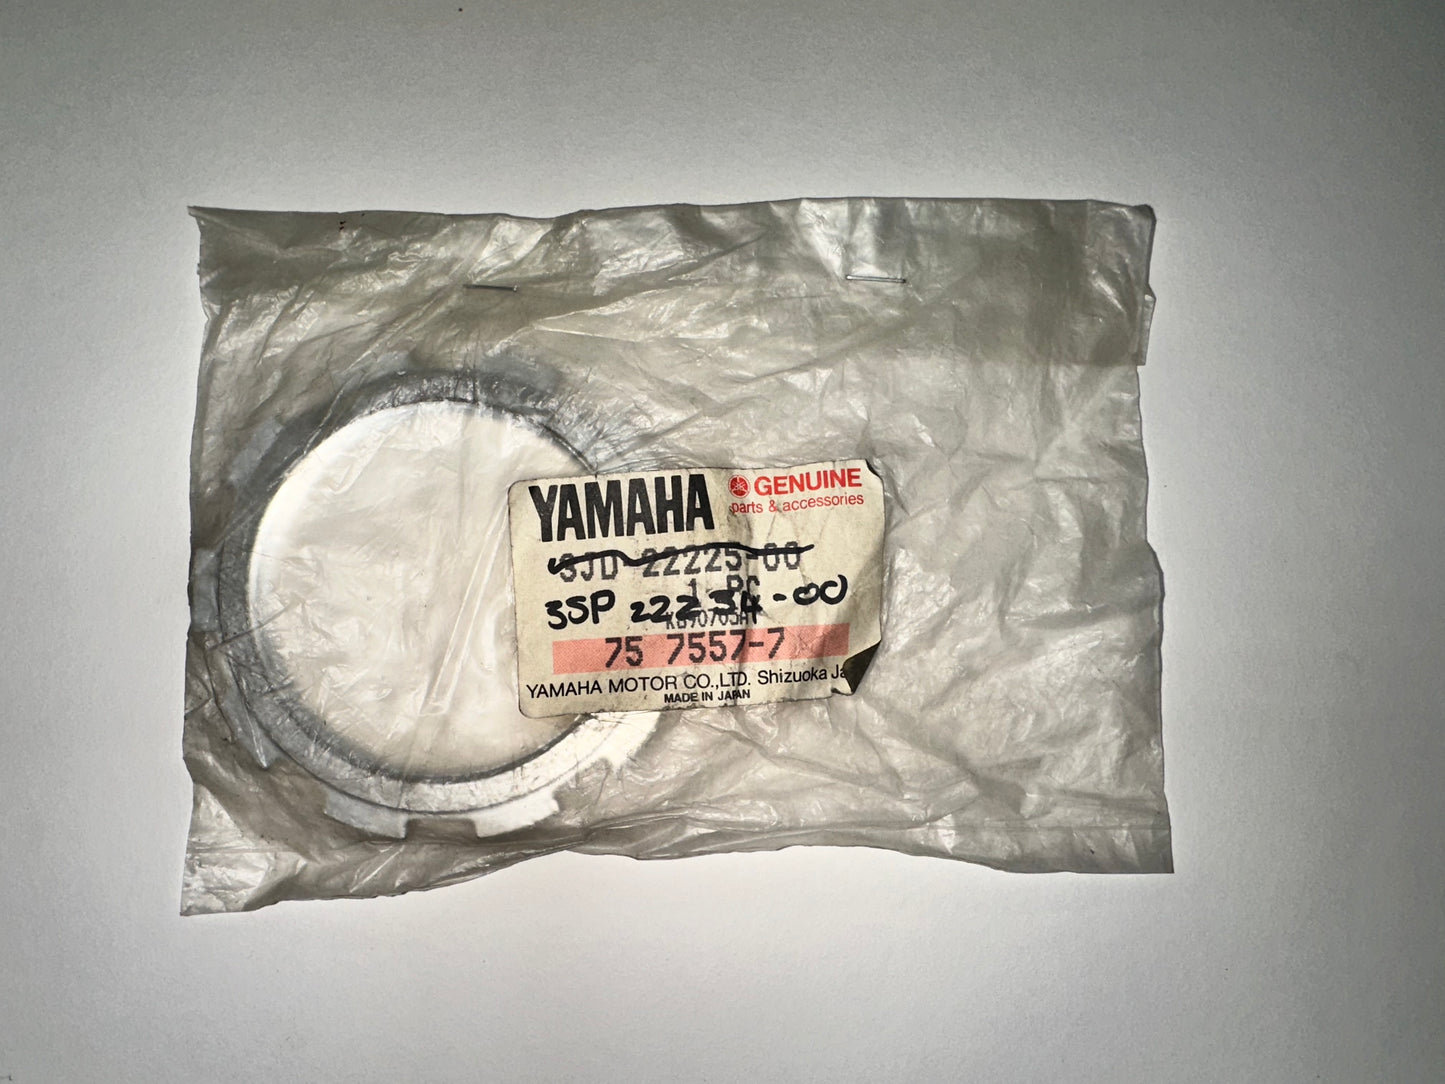 YAMAHA
GENUINE
parts & accessories
3JD 22225-00
1 PC
3SP 22234-00
75 7557-7
YAMAHA MOTOR CO.,LTD. Shizuoka Ja
MADE IN JAPAN